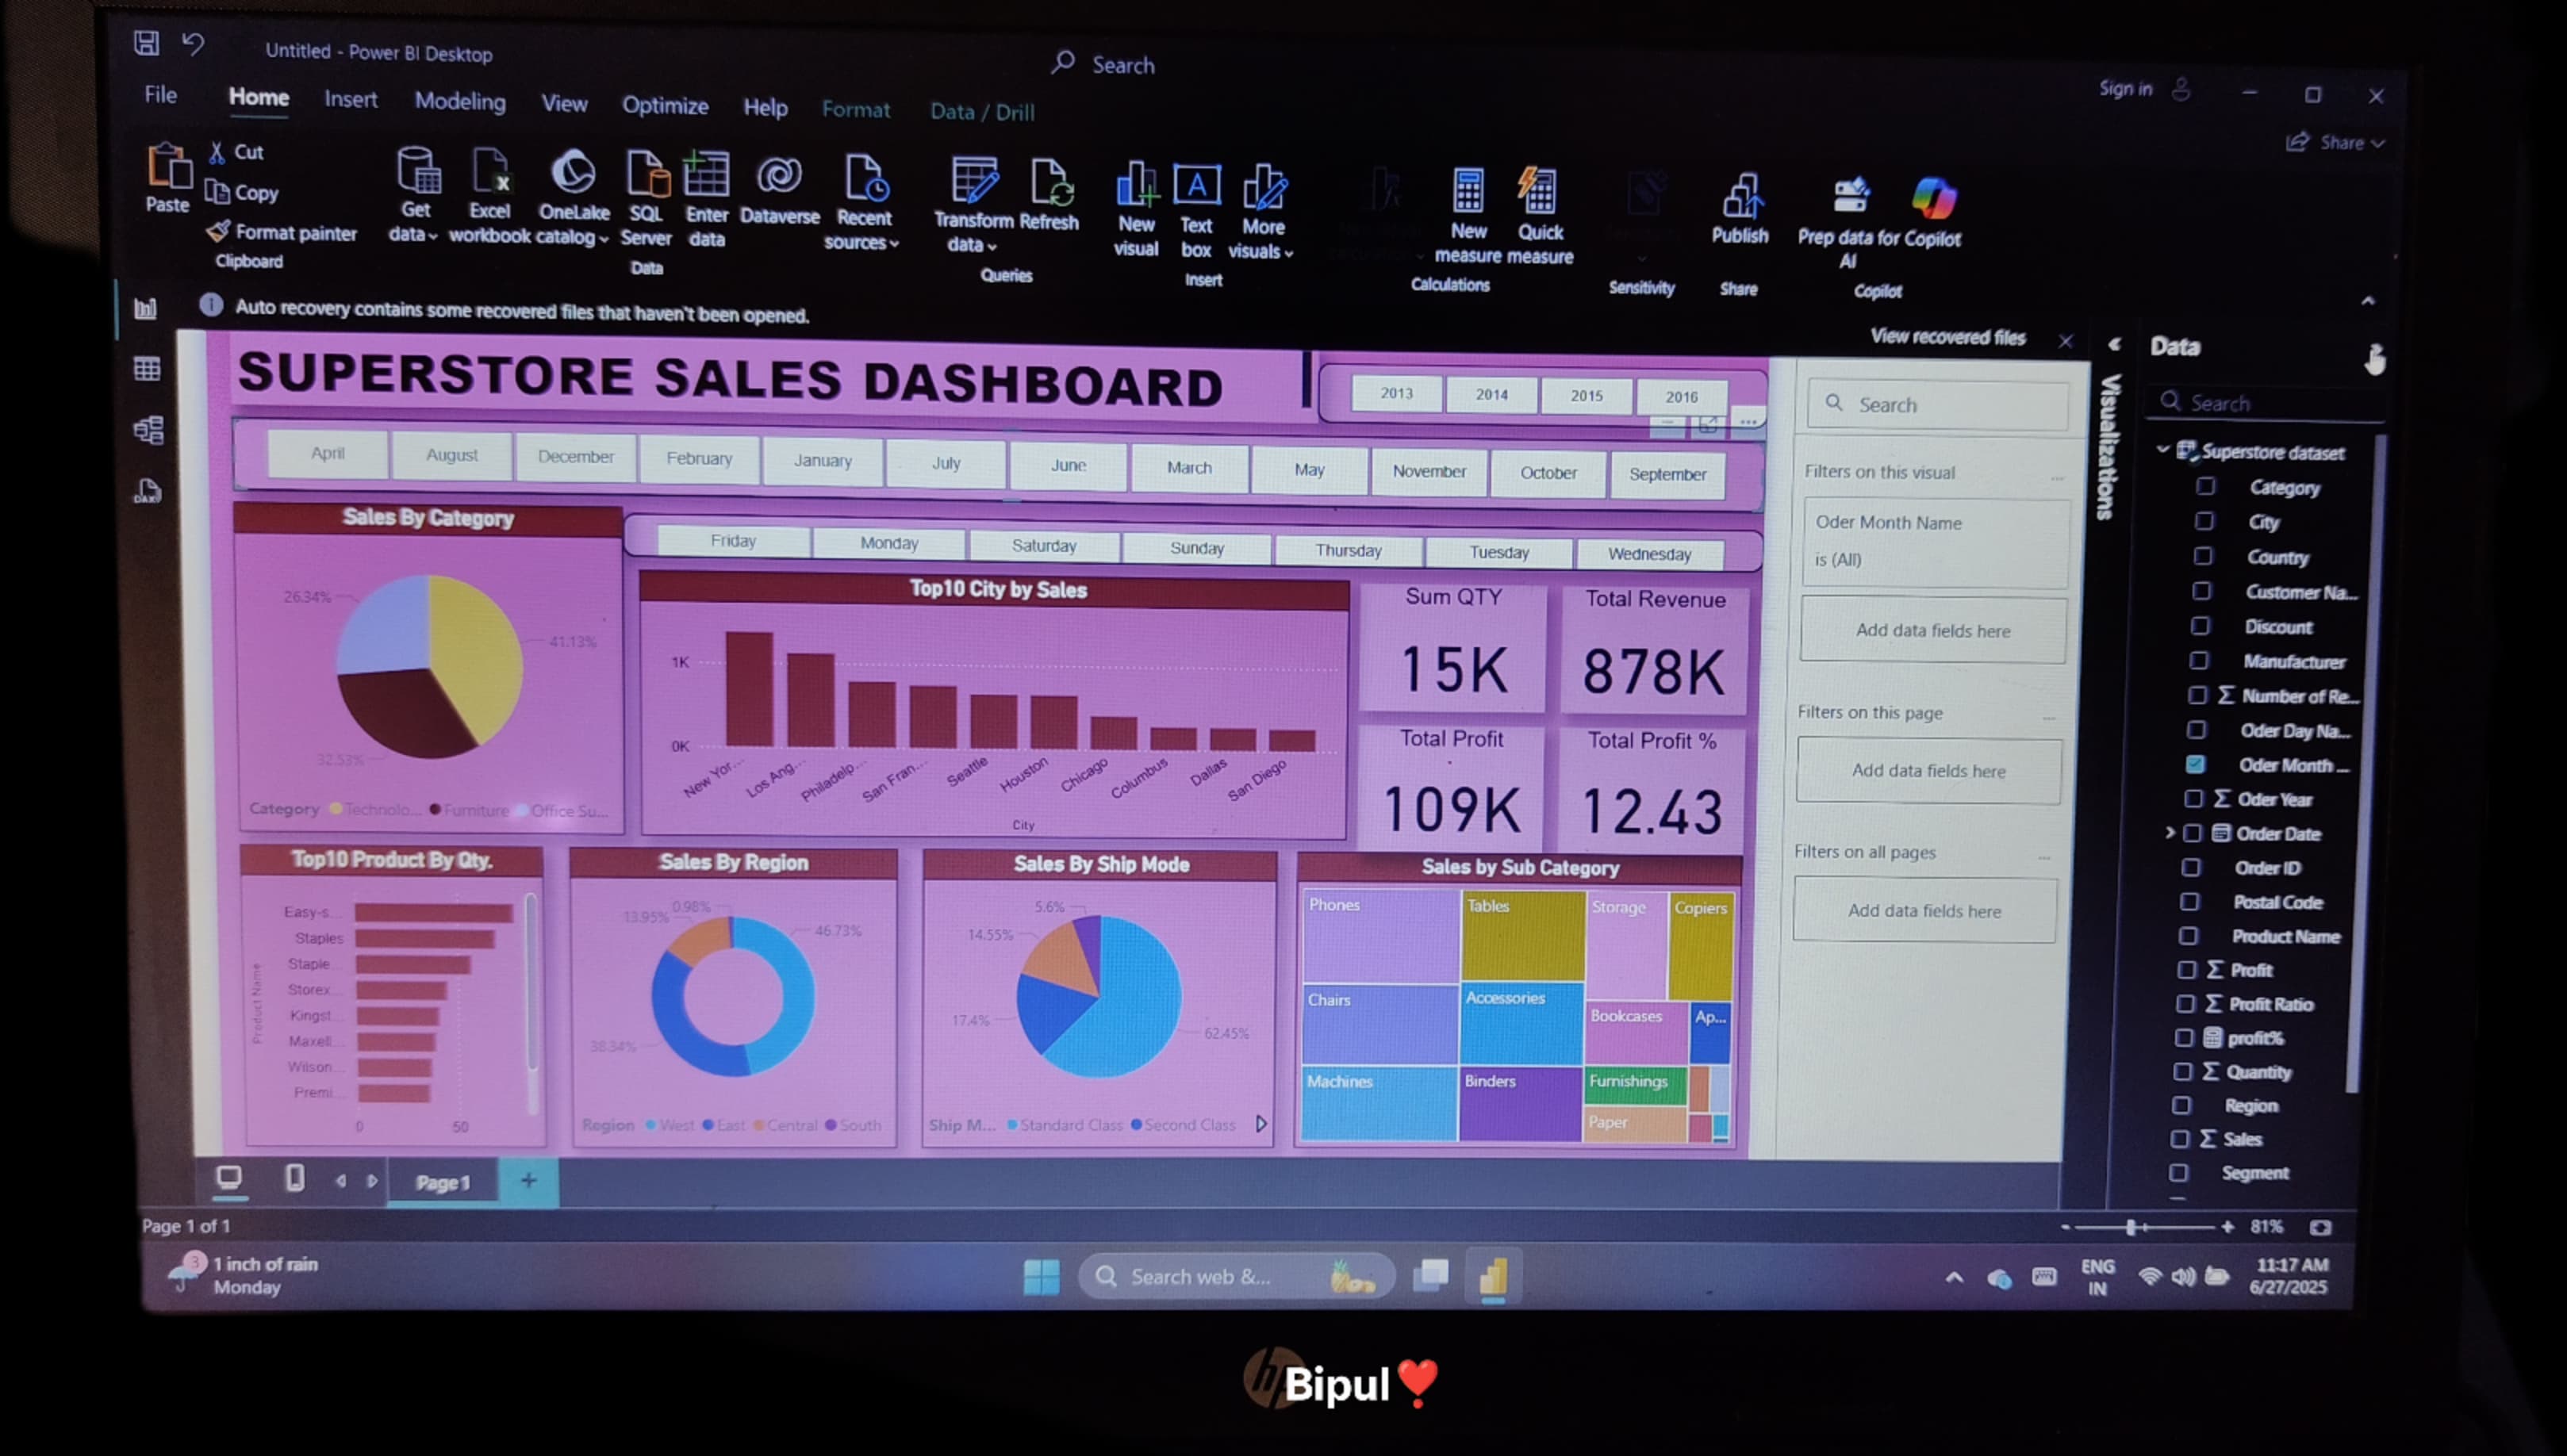 Untitled - Power BI Desktop
Search
Sign in
File Home Insert Modeling View Optimize Help Format Data / Drill
Share
Paste
Cut
Copy
Format painter
Clipboard
Get data
Excel workbook
OneLake catalog
SQL Server
Enter data
Dataverse
Recent sources
Data
Transform data
Refresh
Queries
New visual
Text box
More visuals
Insert
New measure
Quick measure
Calculations
Sensitivity
Publish
Share
Prep data for AI
Copilot
Copilot
Auto recovery contains some recovered files that haven't been opened.
View recovered files
SUPERSTORE SALES DASHBOARD
2013 2014 2015 2016
April August December February January July June March May November October September
Friday Monday Saturday Sunday Thursday Tuesday Wednesday
Sales By Category
26.34%
41.13%
32.53%
Category Technolo... Furniture Office Su...
Top10 City by Sales
1K
0K
New Yor... Los Ang... Philadelp... San Fran... Seattle Houston Chicago Columbus Dallas San Diego
City
Sum QTY
15K
Total Revenue
878K
Total Profit
109K
Total Profit %
12.43
Top10 Product By Qty.
Product Name
Easy-s...
Staples
Staple...
Storex...
Kingst...
Maxell...
Wilson...
Premi...
0 50
Sales By Region
0.98%
13.95%
46.73%
38.34%
Region West East Central South
Sales By Ship Mode
5.6%
14.55%
17.4%
62.45%
Ship M... Standard Class Second Class
Sales by Sub Category
Phones
Tables
Storage
Copiers
Chairs
Accessories
Bookcases
Ap...
Machines
Binders
Furnishings
Paper
Search
Filters on this visual
Oder Month Name
is (All)
Add data fields here
Filters on this page
Add data fields here
Filters on all pages
Add data fields here
Visualizations
Data
Search
Superstore dataset
Category
City
Country
Customer Na...
Discount
Manufacturer
Number of Re...
Oder Day Na...
Oder Month ...
Oder Year
Order Date
Order ID
Postal Code
Product Name
Profit
Profit Ratio
profit%
Quantity
Region
Sales
Segment
Page 1
Page 1 of 1
81%
3
1 inch of rain
Monday
Search web &...
ENG
IN
11:17 AM
6/27/2025
hp
Bipul❣️